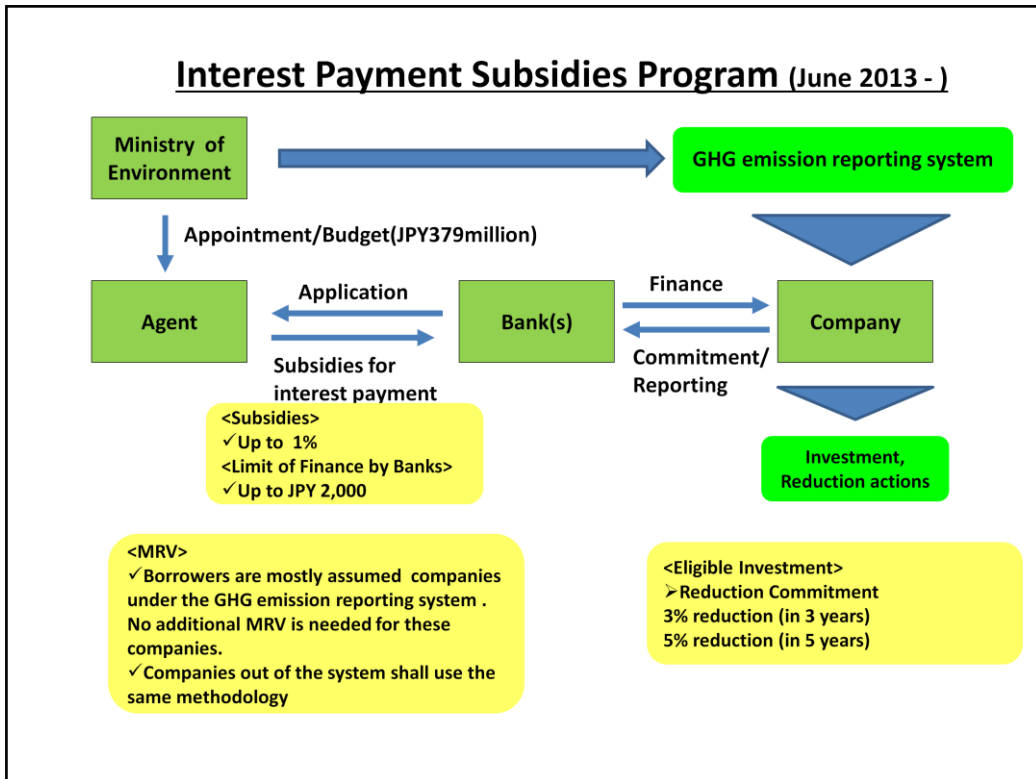 Interest Payment Subsidies Program (June 2013 - )
Ministry of
Environment
GHG emission reporting system
Appointment/Budget(JPY379million)
Agent
Application
Subsidies for
interest payment
Bank(s)
Finance
Commitment/
Reporting
Company
<Subsidies>
✓Up to 1%
<Limit of Finance by Banks>
✓Up to JPY 2,000
Investment,
Reduction actions
<MRV>
✓Borrowers are mostly assumed companies
under the GHG emission reporting system .
No additional MRV is needed for these
companies.
✓Companies out of the system shall use the
same methodology
<Eligible Investment>
➢Reduction Commitment
3% reduction (in 3 years)
5% reduction (in 5 years)